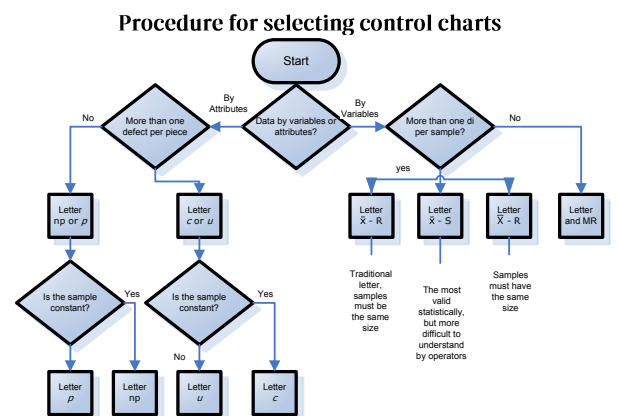 Procedure for selecting control charts
Start
By
Attributes
By
Variables
No
More than one
defect per piece
Data by variables or
attributes?
More than one di
per sample?
No
yes
Letter
np or p
Letter
c or u
Letter
x̄ - R
Letter
x̄ - S
Letter
X̄ - R
Letter
and MR
Is the sample
constant?
Yes
Is the sample
constant?
Yes
Traditional
letter,
samples
must be
the same
size
The most
valid
statistically,
but more
difficult to
understand
by operators
Samples
must have
the same
size
No
Letter
p
Letter
np
Letter
u
Letter
c